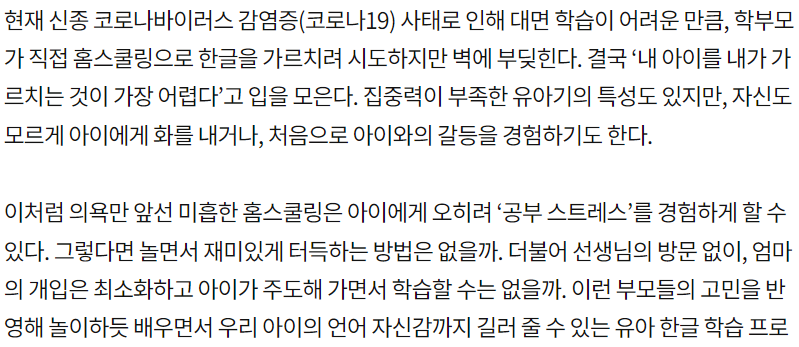 현재 신종 코로나바이러스 감염증(코로나19) 사태로 인해 대면 학습이 어려운 만큼, 학부모
가 직접 홈스쿨링으로 한글을 가르치려 시도하지만 벽에 부딪힌다. 결국 ‘내 아이를 내가 가
르치는 것이 가장 어렵다’고 입을 모은다. 집중력이 부족한 유아기의 특성도 있지만, 자신도
모르게 아이에게 화를 내거나, 처음으로 아이와의 갈등을 경험하기도 한다.
이처럼 의욕만 앞선 미흡한 홈스쿨링은 아이에게 오히려 ‘공부 스트레스’를 경험하게 할 수
있다. 그렇다면 놀면서 재미있게 터득하는 방법은 없을까. 더불어 선생님의 방문 없이, 엄마
의 개입은 최소화하고 아이가 주도해 가면서 학습할 수는 없을까. 이런 부모들의 고민을 반
영해 놀이하듯 배우면서 우리 아이의 언어 자신감까지 길러 줄 수 있는 유아 한글 학습 프로